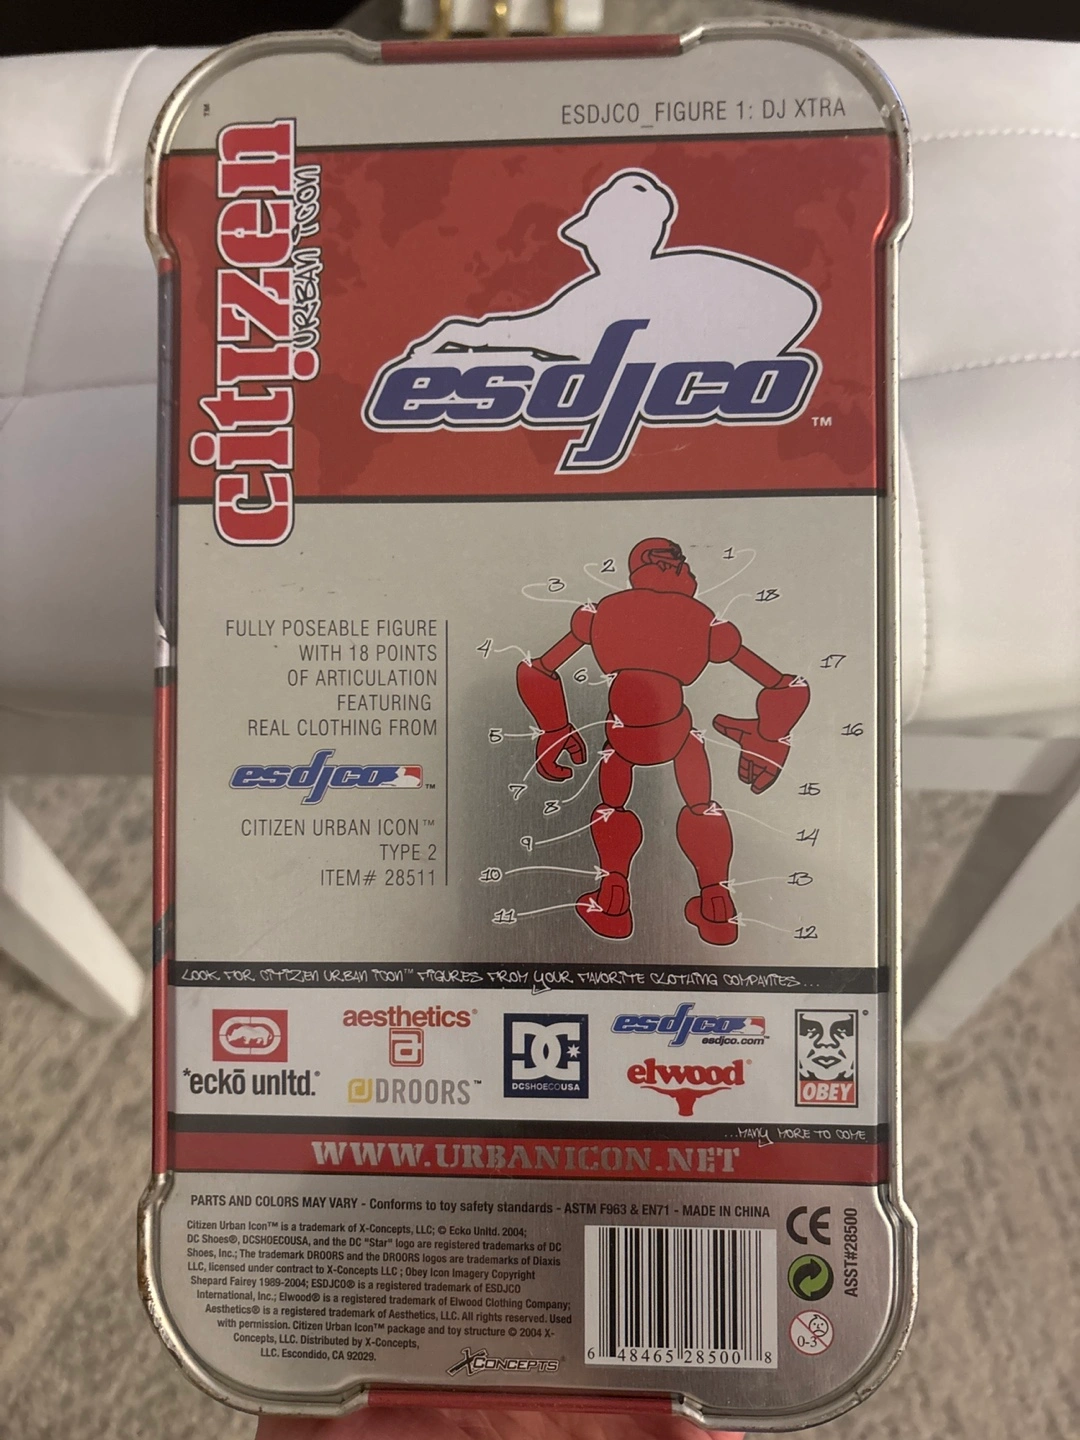 ESDJCO_FIGURE 1: DJ XTRA
™
citizen
URBAN ICON
esdjco™
FULLY POSEABLE FIGURE
WITH 18 POINTS
OF ARTICULATION
FEATURING
REAL CLOTHING FROM
esdjco™
CITIZEN URBAN ICON™
TYPE 2
ITEM# 28511
1
2
3
18
4
17
6
5
16
7
8
15
9
14
10
13
11
12
LOOK FOR CITIZEN URBAN ICON™ FIGURES FROM YOUR FAVORITE CLOTHING COMPANIES...
*eckō unltd.®
aesthetics®
a
DROORS™
DC
DCSHOECOUSA
esdjco
esdjco.com™
elwood®
OBEY®
...MANY MORE TO COME
WWW.URBANICON.NET
PARTS AND COLORS MAY VARY - Conforms to toy safety standards - ASTM F963 & EN71 - MADE IN CHINA
Citizen Urban Icon™ is a trademark of X-Concepts, LLC; © Ecko Unltd. 2004;
DC Shoes®, DCSHOECOUSA, and the DC "Star" logo are registered trademarks of DC
Shoes, Inc.; The trademark DROORS and the DROORS logos are trademarks of Diaxis
LLC, licensed under contract to X-Concepts LLC ; Obey Icon Imagery Copyright
Shepard Fairey 1989-2004; ESDJCO® is a registered trademark of ESDJCO
International, Inc.; Elwood® is a registered trademark of Elwood Clothing Company;
Aesthetics® is a registered trademark of Aesthetics, LLC. All rights reserved. Used
with permission. Citizen Urban Icon™ package and toy structure © 2004 X-
Concepts, LLC. Distributed by X-Concepts,
LLC. Escondido, CA 92029.
XCONCEPTS®
6 48465 28500 8
CE
0-3
ASST#28500